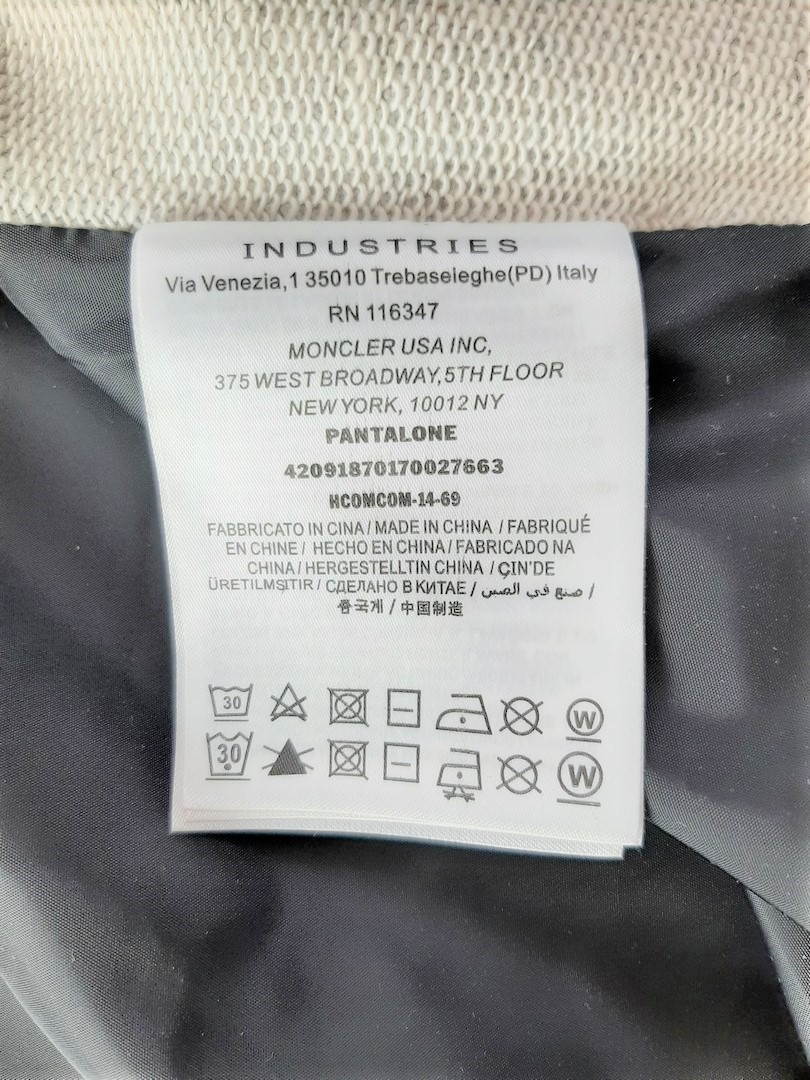 INDUSTRIES
Via Venezia,1 35010 Trebaseleghe(PD) Italy
RN 116347
MONCLER USA INC,
375 WEST BROADWAY,5TH FLOOR
NEW YORK, 10012 NY
PANTALONE
42091870170027663
HCOMCOM-14-69
FABBRICATO IN CINA / MADE IN CHINA / FABRIQUÉ
EN CHINE / HECHO EN CHINA / FABRICADO NA
CHINA / HERGESTELLTIN CHINA / ÇIN'DE
ÜRETILMŞITIR / СДЕЛАНО В КИТАЕ / صنع في الصين /
중국게 / 中国制造
30 W
30 W